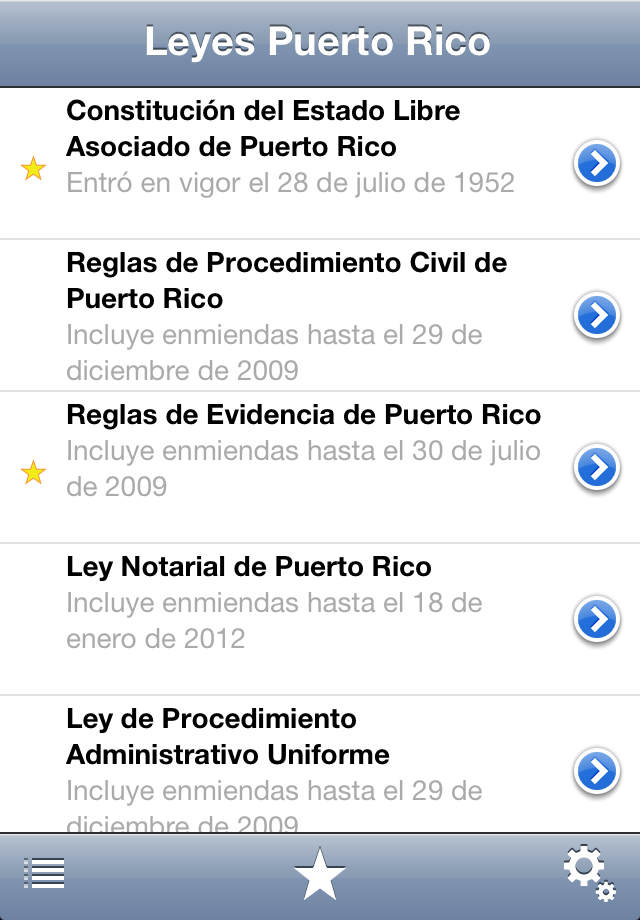 Leyes Puerto Rico
Constitución del Estado Libre
Asociado de Puerto Rico
Entró en vigor el 28 de julio de 1952
Reglas de Procedimiento Civil de
Puerto Rico
Incluye enmiendas hasta el 29 de
diciembre de 2009
Reglas de Evidencia de Puerto Rico
Incluye enmiendas hasta el 30 de julio
de 2009
Ley Notarial de Puerto Rico
Incluye enmiendas hasta el 18 de
enero de 2012
Ley de Procedimiento
Administrativo Uniforme
Incluye enmiendas hasta el 29 de
diciembre de 2009